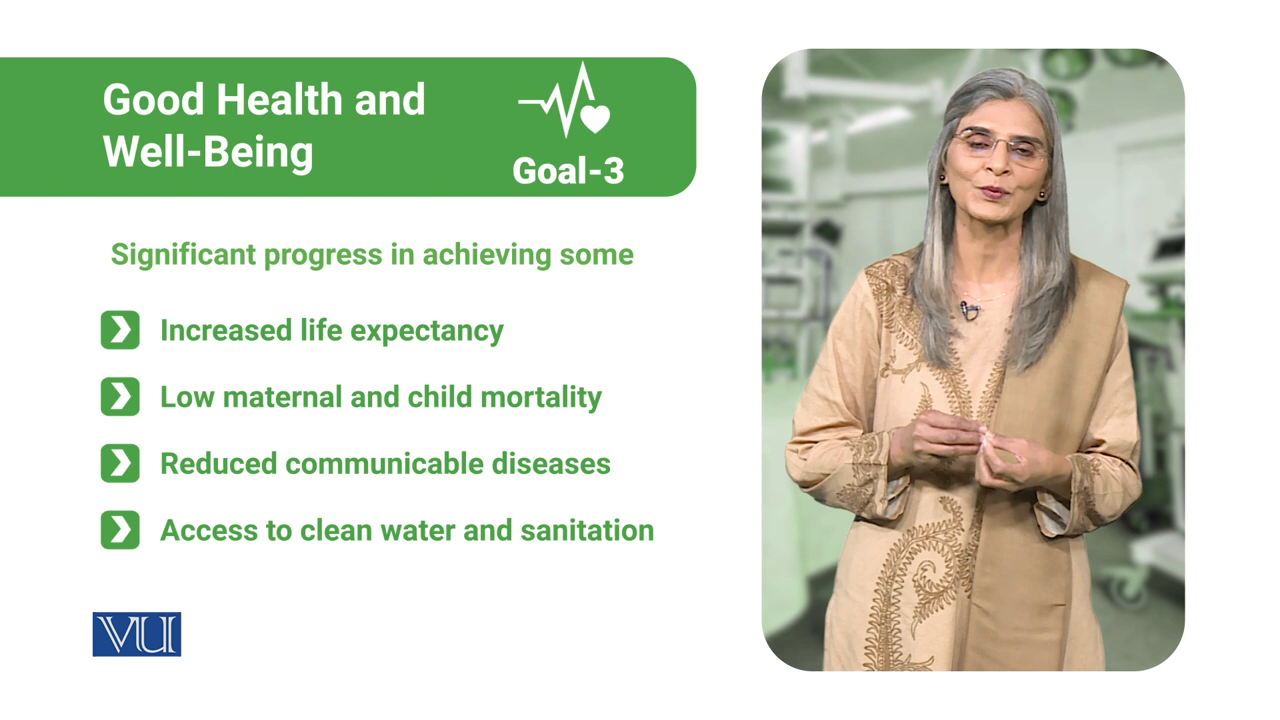 Good Health and
Well-Being
Goal-3
Significant progress in achieving some
Increased life expectancy
Low maternal and child mortality
Reduced communicable diseases
Access to clean water and sanitation
VU